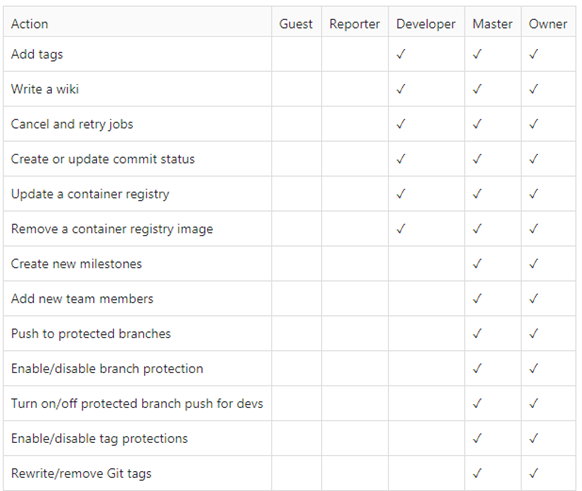 Action Guest Reporter Developer Master Owner
Add tags ✓ ✓ ✓
Write a wiki ✓ ✓ ✓
Cancel and retry jobs ✓ ✓ ✓
Create or update commit status ✓ ✓ ✓
Update a container registry ✓ ✓ ✓
Remove a container registry image ✓ ✓ ✓
Create new milestones ✓ ✓
Add new team members ✓ ✓
Push to protected branches ✓ ✓
Enable/disable branch protection ✓ ✓
Turn on/off protected branch push for devs ✓ ✓
Enable/disable tag protections ✓ ✓
Rewrite/remove Git tags ✓ ✓